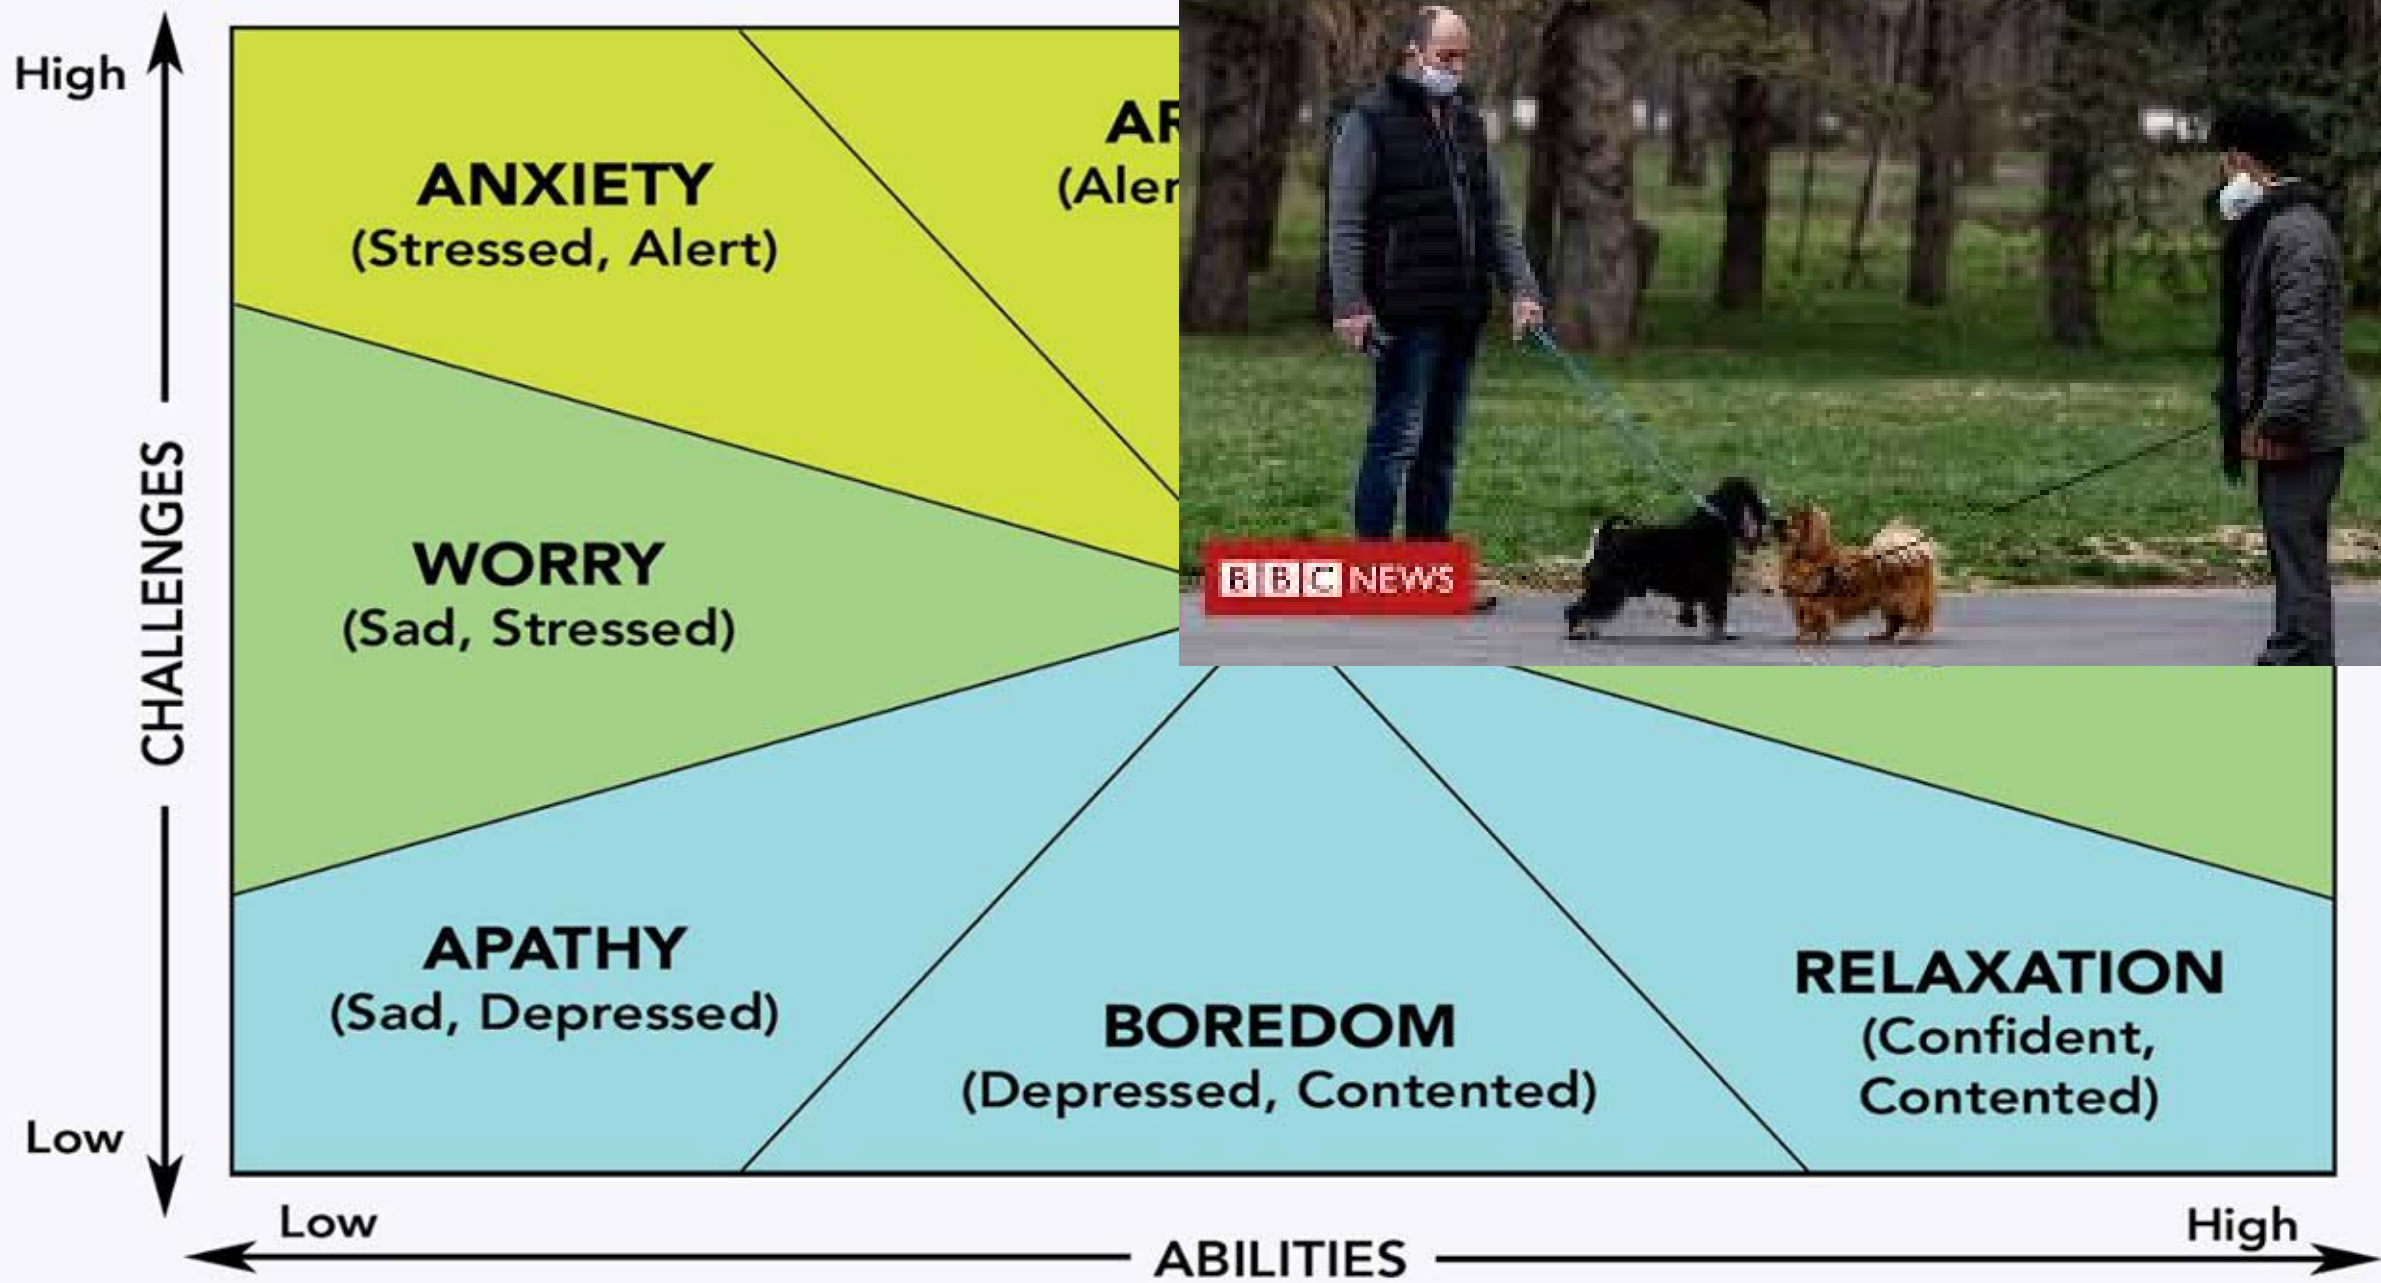 High
ANXIETY
(Stressed, Alert)
CHALLENGES
WORRY
(Sad, Stressed)
BBC NEWS
APATHY
(Sad, Depressed)
BOREDOM
(Depressed, Contented)
RELAXATION
(Confident,
Contented)
Low
Low
High
ABILITIES